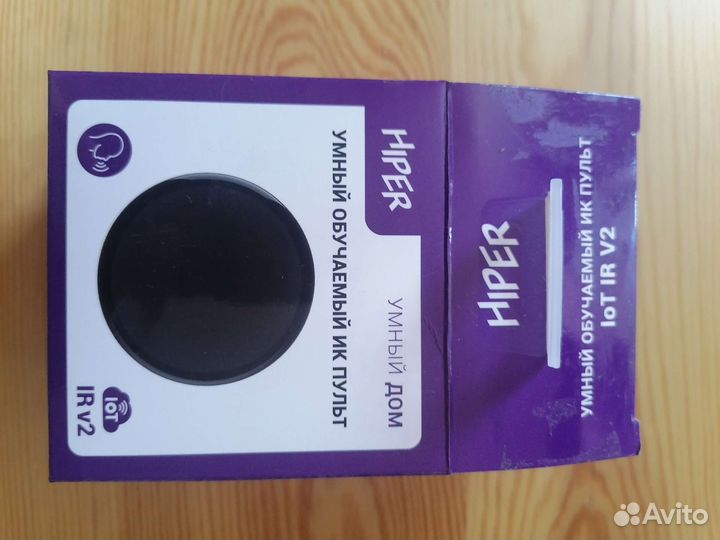 HIPER
УМНЫЙ ДОМ
УМНЫЙ ОБУЧАЕМЫЙ ИК ПУЛЬТ
IoT
IR v2
HIPER
УМНЫЙ ОБУЧАЕМЫЙ ИК ПУЛЬТ
IoT IR V2
Avito